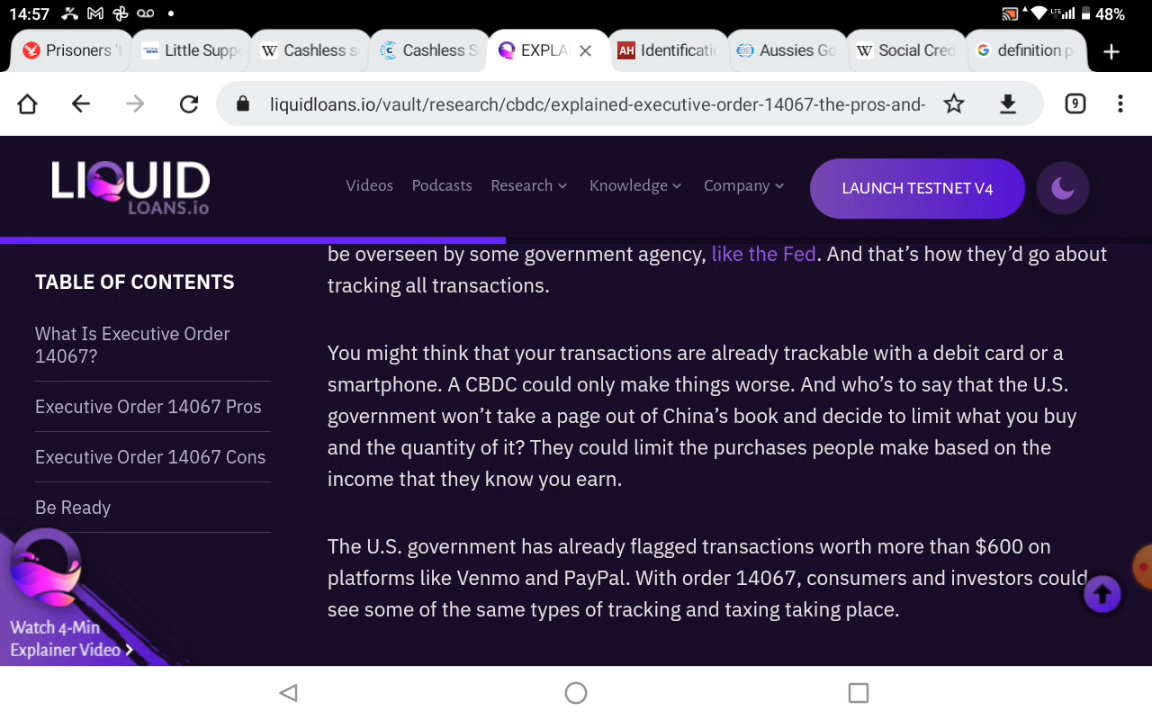 14:57
48%
Prisoners '
Little Supp
Cashless s
Cashless S
EXPLA
Identificati
Aussies Go
Social Cred
definition p
liquidloans.io/vault/research/cbdc/explained-executive-order-14067-the-pros-and-
9
LIQUID
LOANS.io
Videos
Podcasts
Research
Knowledge
Company
LAUNCH TESTNET V4
TABLE OF CONTENTS
What Is Executive Order
14067?
Executive Order 14067 Pros
Executive Order 14067 Cons
Be Ready
Watch 4-Min
Explainer Video
be overseen by some government agency, like the Fed. And that’s how they’d go about
tracking all transactions.
You might think that your transactions are already trackable with a debit card or a
smartphone. A CBDC could only make things worse. And who’s to say that the U.S.
government won’t take a page out of China’s book and decide to limit what you buy
and the quantity of it? They could limit the purchases people make based on the
income that they know you earn.
The U.S. government has already flagged transactions worth more than $600 on
platforms like Venmo and PayPal. With order 14067, consumers and investors could
see some of the same types of tracking and taxing taking place.